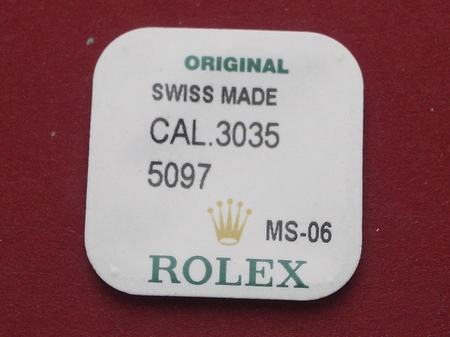 ORIGINAL
SWISS MADE
CAL.3035
5097
MS-06
ROLEX